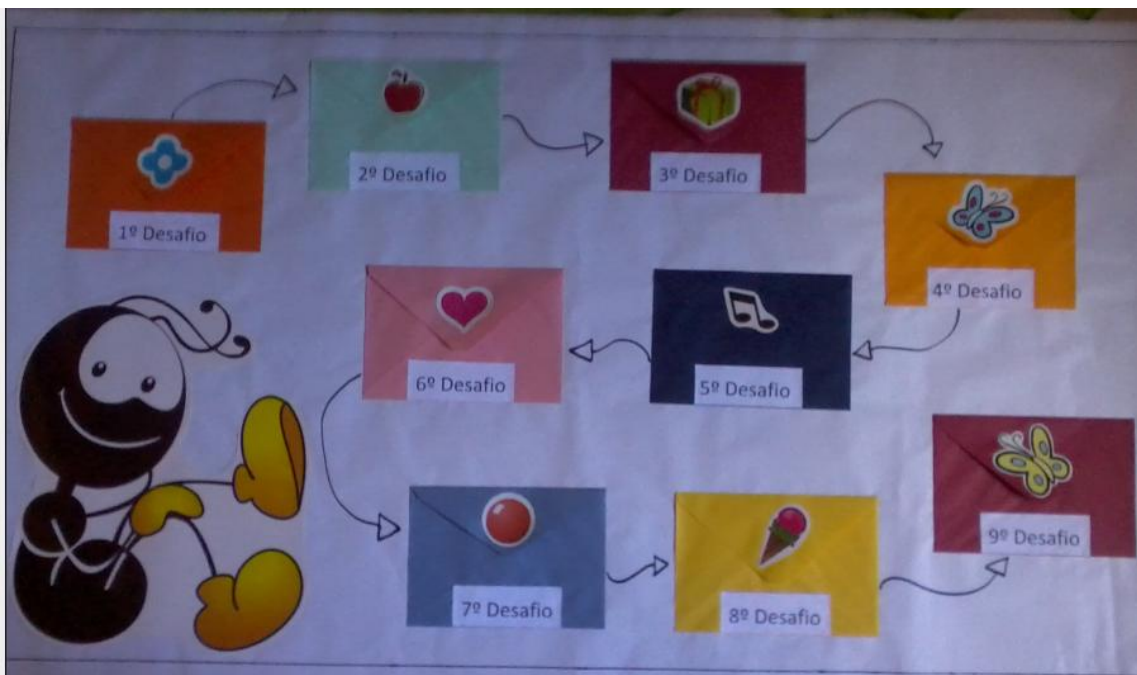 1º Desafio
2º Desafio
3º Desafio
4º Desafio
5º Desafio
6º Desafio
7º Desafio
8º Desafio
9º Desafio